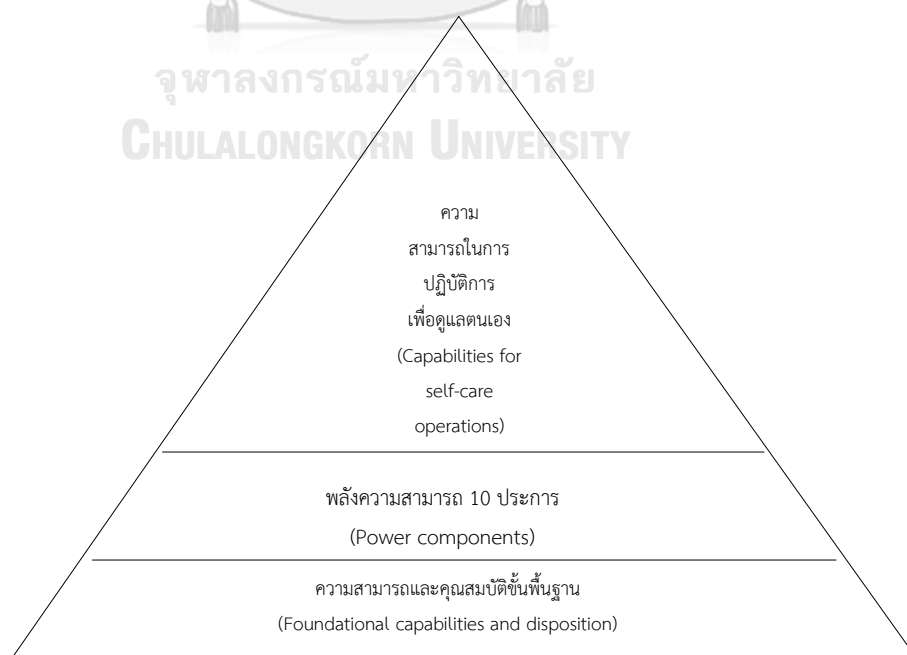 จุฬาลงกรณ์มหาวิทยาลัย
CHULALONGKORN UNIVERSITY
ความ
สามารถในการ
ปฏิบัติการ
เพื่อดูแลตนเอง
(Capabilities for
self-care
operations)
พลังความสามารถ 10 ประการ
(Power components)
ความสามารถและคุณสมบัติขั้นพื้นฐาน
(Foundational capabilities and disposition)